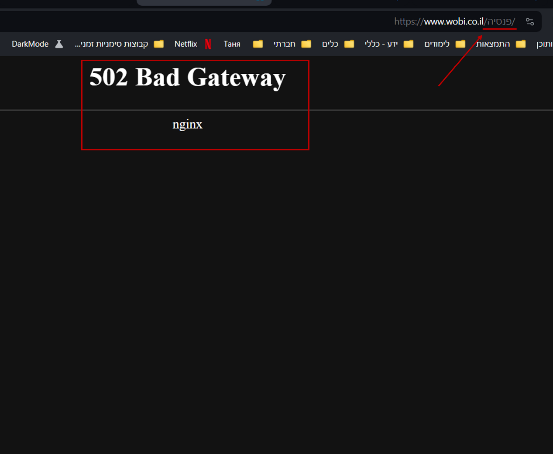 https://www.wobi.co.il/פנסיה/
DarkMode קבוצות סימניות זמני... Netflix Таня חברתי כלים ידע - כללי לימודים התמצאות ותוכן
502 Bad Gateway
nginx